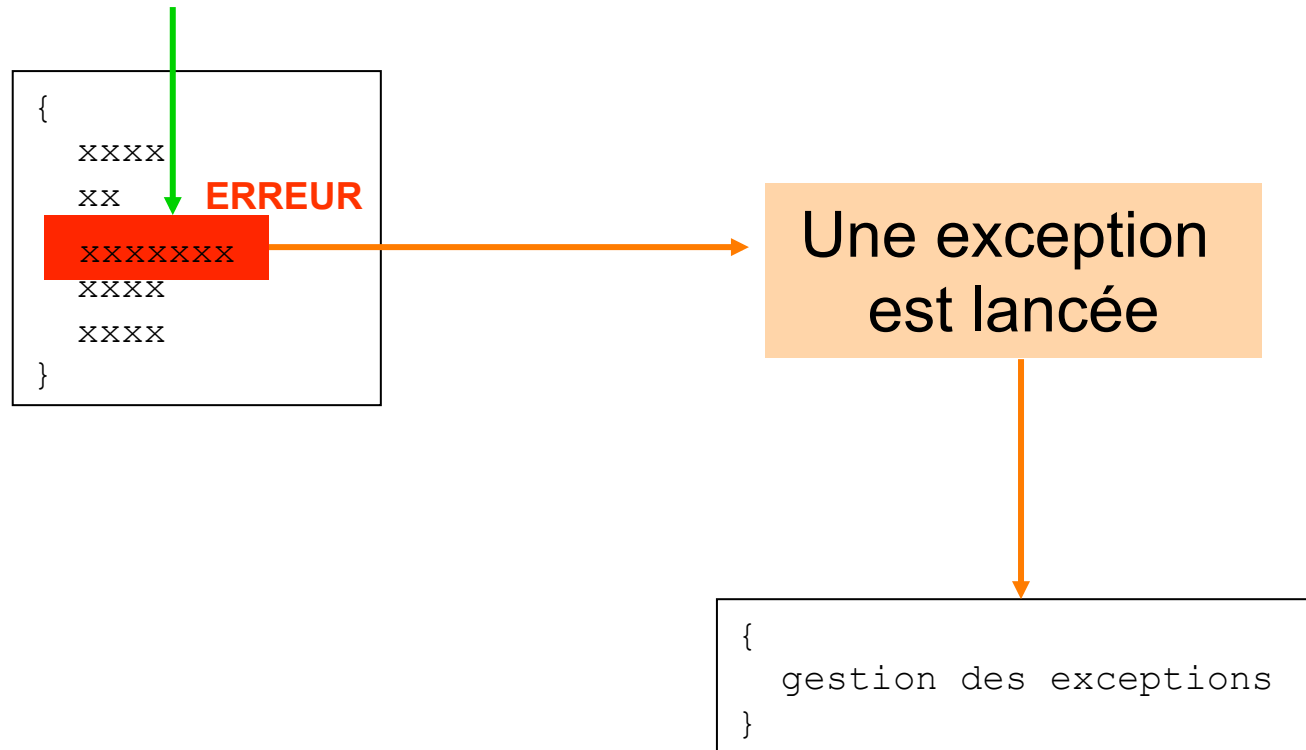 {
xxxx
xx
ERREUR
xxxxxxx
xxxx
xxxx
}
Une exception
est lancée
{
gestion des exceptions
}